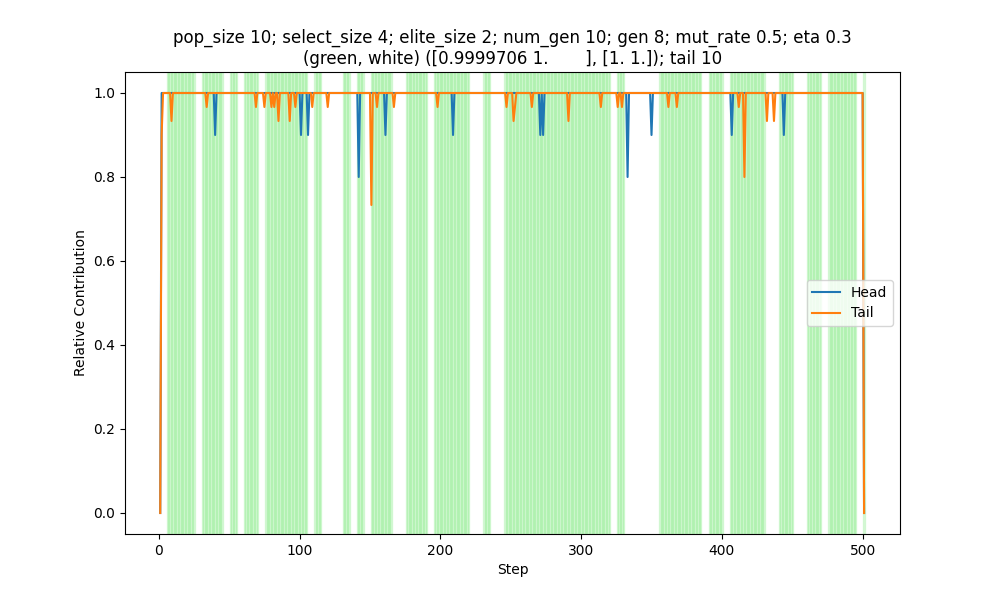 pop_size 10; select_size 4; elite_size 2; num_gen 10; gen 8; mut_rate 0.5; eta 0.3
(green, white) ([0.9999706 1.        ], [1. 1.]); tail 10
1.0
0.8
0.6
0.4
0.2
0.0
Relative Contribution
Head
Tail
0 100 200 300 400 500
Step